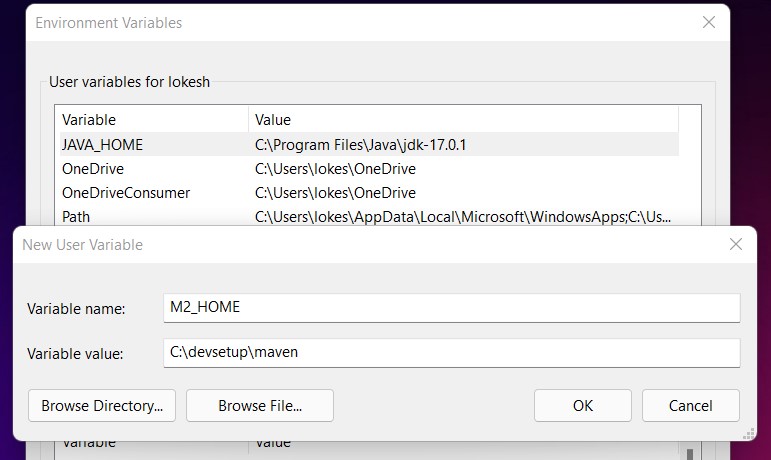 Environment Variables
User variables for lokesh
Variable Value
JAVA_HOME C:\Program Files\Java\jdk-17.0.1
OneDrive C:\Users\lokes\OneDrive
OneDriveConsumer C:\Users\lokes\OneDrive
Path C:\Users\lokes\AppData\Local\Microsoft\WindowsApps;C:\Us...
New User Variable
Variable name: M2_HOME
Variable value: C:\devsetup\maven
Browse Directory... Browse File... OK Cancel
Variable Value